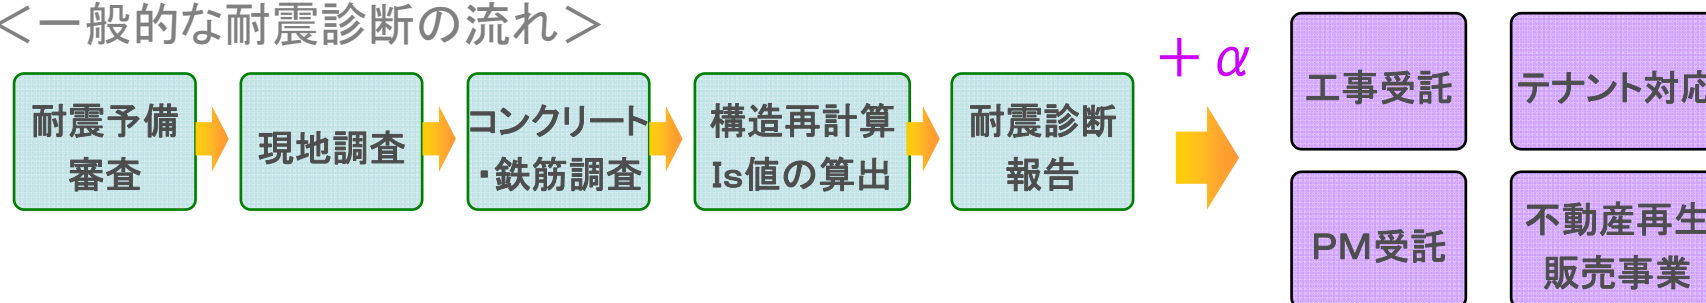 ＜一般的な耐震診断の流れ＞
耐震予備
審査
現地調査
コンクリート
・鉄筋調査
構造再計算
Is値の算出
耐震診断
報告
＋α
工事受託
テナント対応
PM受託
不動産再生
販売事業